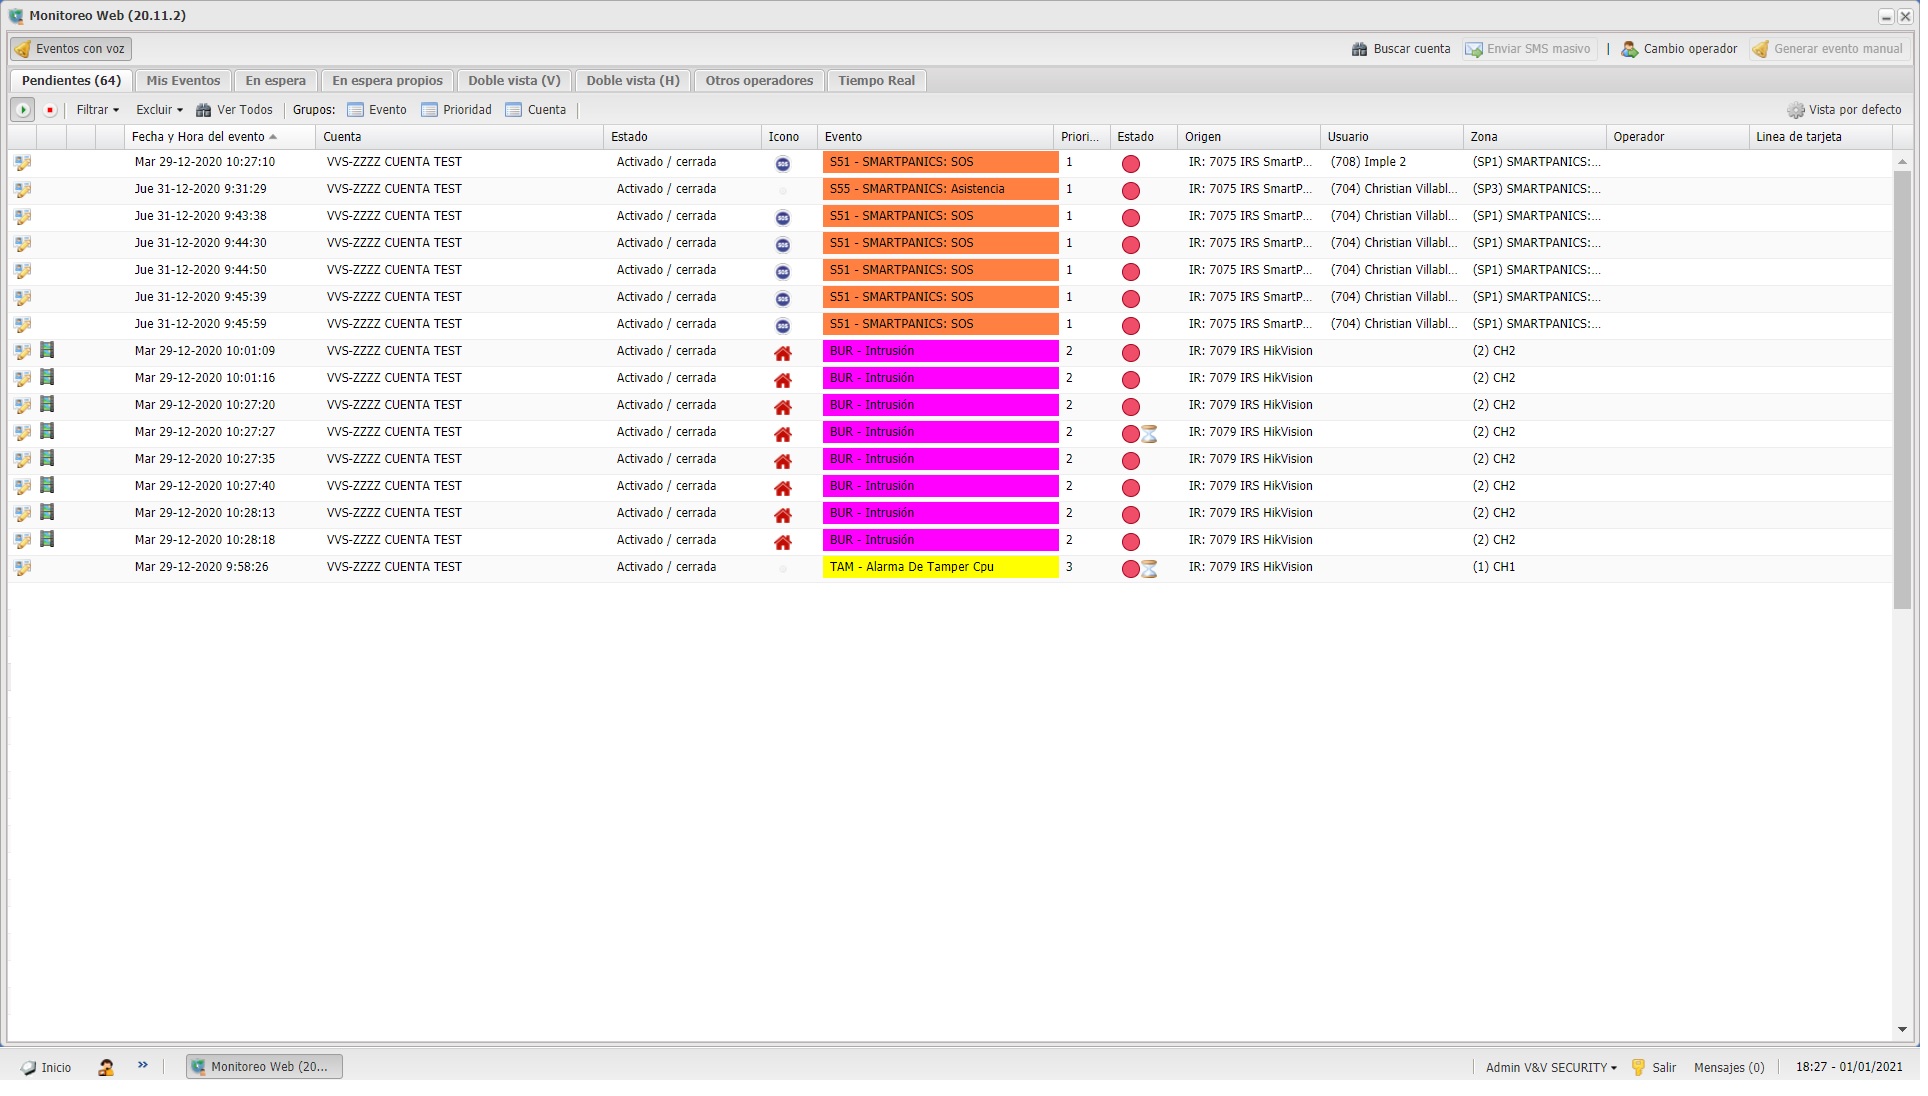 Monitoreo Web (20.11.2)
Eventos con voz Buscar cuenta Enviar SMS masivo | Cambio operador Generar evento manual
Pendientes (64) Mis Eventos En espera En espera propios Doble vista (V) Doble vista (H) Otros operadores Tiempo Real
Filtrar Excluir Ver Todos Grupos: Evento Prioridad Cuenta Vista por defecto
Fecha y Hora del evento Cuenta Estado Icono Evento Priori... Estado Origen Usuario Zona Operador Linea de tarjeta
Mar 29-12-2020 10:27:10 VVS-ZZZZ CUENTA TEST Activado / cerrada SOS S51 - SMARTPANICS: SOS 1 IR: 7075 IRS SmartP... (708) Imple 2 (SP1) SMARTPANICS:...
Jue 31-12-2020 9:31:29 VVS-ZZZZ CUENTA TEST Activado / cerrada S55 - SMARTPANICS: Asistencia 1 IR: 7075 IRS SmartP... (704) Christian Villabl... (SP3) SMARTPANICS:...
Jue 31-12-2020 9:43:38 VVS-ZZZZ CUENTA TEST Activado / cerrada SOS S51 - SMARTPANICS: SOS 1 IR: 7075 IRS SmartP... (704) Christian Villabl... (SP1) SMARTPANICS:...
Jue 31-12-2020 9:44:30 VVS-ZZZZ CUENTA TEST Activado / cerrada SOS S51 - SMARTPANICS: SOS 1 IR: 7075 IRS SmartP... (704) Christian Villabl... (SP1) SMARTPANICS:...
Jue 31-12-2020 9:44:50 VVS-ZZZZ CUENTA TEST Activado / cerrada SOS S51 - SMARTPANICS: SOS 1 IR: 7075 IRS SmartP... (704) Christian Villabl... (SP1) SMARTPANICS:...
Jue 31-12-2020 9:45:39 VVS-ZZZZ CUENTA TEST Activado / cerrada SOS S51 - SMARTPANICS: SOS 1 IR: 7075 IRS SmartP... (704) Christian Villabl... (SP1) SMARTPANICS:...
Jue 31-12-2020 9:45:59 VVS-ZZZZ CUENTA TEST Activado / cerrada SOS S51 - SMARTPANICS: SOS 1 IR: 7075 IRS SmartP... (704) Christian Villabl... (SP1) SMARTPANICS:...
Mar 29-12-2020 10:01:09 VVS-ZZZZ CUENTA TEST Activado / cerrada BUR - Intrusión 2 IR: 7079 IRS HikVision (2) CH2
Mar 29-12-2020 10:01:16 VVS-ZZZZ CUENTA TEST Activado / cerrada BUR - Intrusión 2 IR: 7079 IRS HikVision (2) CH2
Mar 29-12-2020 10:27:20 VVS-ZZZZ CUENTA TEST Activado / cerrada BUR - Intrusión 2 IR: 7079 IRS HikVision (2) CH2
Mar 29-12-2020 10:27:27 VVS-ZZZZ CUENTA TEST Activado / cerrada BUR - Intrusión 2 IR: 7079 IRS HikVision (2) CH2
Mar 29-12-2020 10:27:35 VVS-ZZZZ CUENTA TEST Activado / cerrada BUR - Intrusión 2 IR: 7079 IRS HikVision (2) CH2
Mar 29-12-2020 10:27:40 VVS-ZZZZ CUENTA TEST Activado / cerrada BUR - Intrusión 2 IR: 7079 IRS HikVision (2) CH2
Mar 29-12-2020 10:28:13 VVS-ZZZZ CUENTA TEST Activado / cerrada BUR - Intrusión 2 IR: 7079 IRS HikVision (2) CH2
Mar 29-12-2020 10:28:18 VVS-ZZZZ CUENTA TEST Activado / cerrada BUR - Intrusión 2 IR: 7079 IRS HikVision (2) CH2
Mar 29-12-2020 9:58:26 VVS-ZZZZ CUENTA TEST Activado / cerrada TAM - Alarma De Tamper Cpu 3 IR: 7079 IRS HikVision (1) CH1
Inicio » Monitoreo Web (20... Admin V&V SECURITY Salir Mensajes (0) 18:27 - 01/01/2021